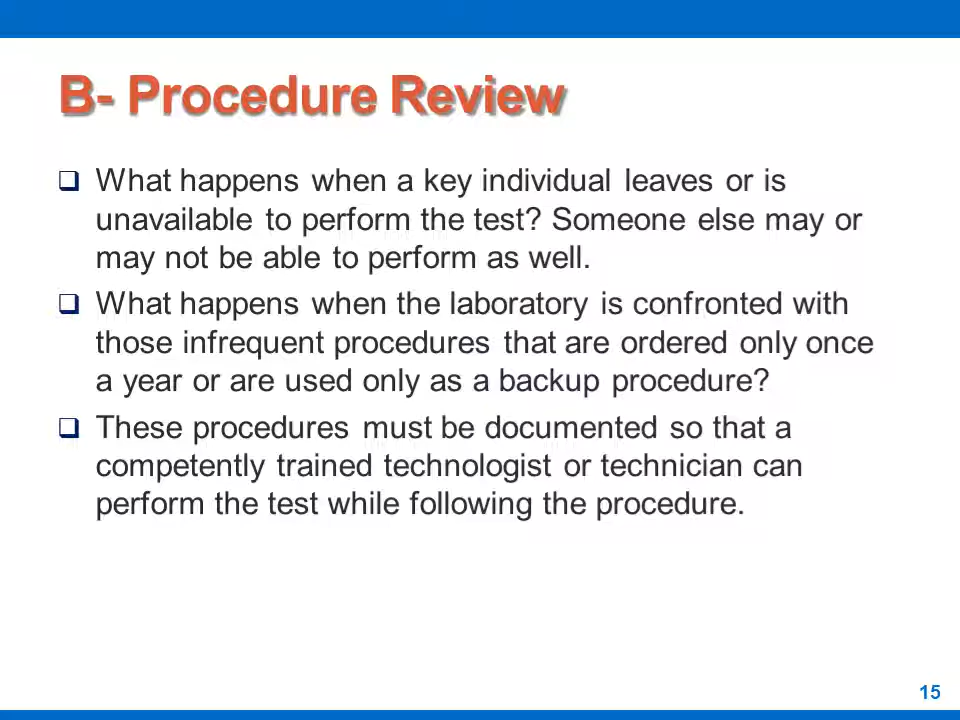 B- Procedure Review
What happens when a key individual leaves or is
unavailable to perform the test? Someone else may or
may not be able to perform as well.
What happens when the laboratory is confronted with
those infrequent procedures that are ordered only once
a year or are used only as a backup procedure?
These procedures must be documented so that a
competently trained technologist or technician can
perform the test while following the procedure.
15